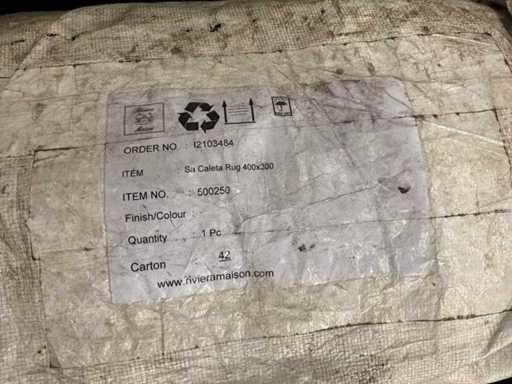 ORDER NO. : I2103484
ITEM Sa Caleta Rug 400x300
ITEM NO. : 500250
Finish/Colour :
Quantity : 1 Pc
Carton : 42
www.rivieramaison.com